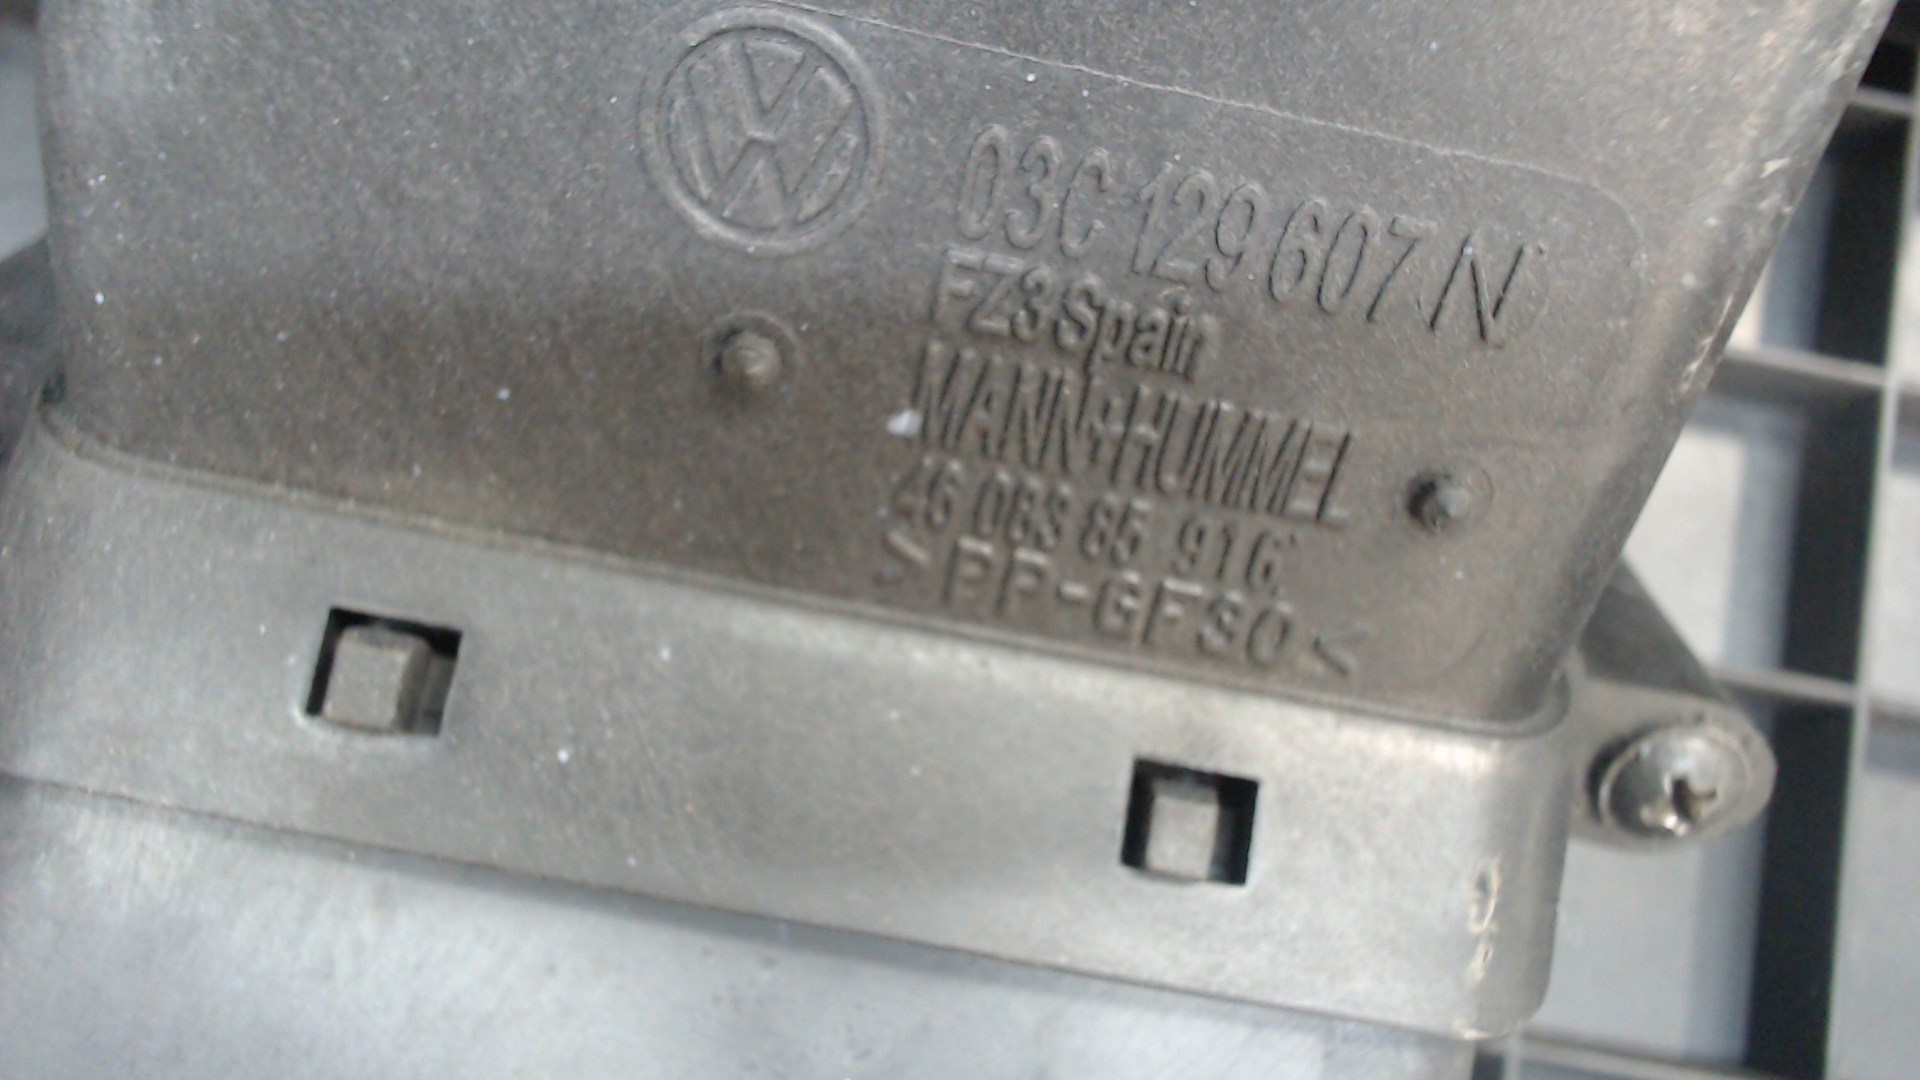 03C 129 607 N
FZ3 Spain
MANN+HUMMEL
46 083 85 916
>PP-GF30<